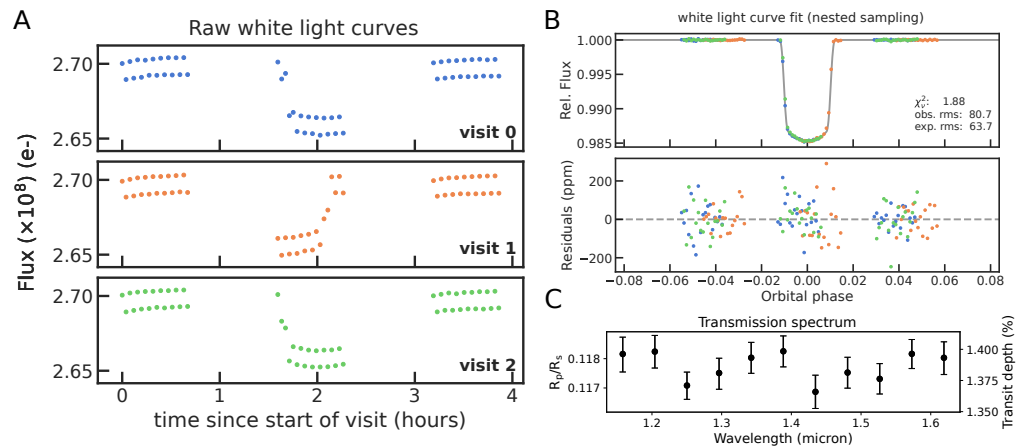 A
Raw white light curves
Flux (×10⁸) (e-)
2.70
2.65
visit 0
2.70
2.65
visit 1
2.70
2.65
visit 2
0 1 2 3 4
time since start of visit (hours)
B
white light curve fit (nested sampling)
Rel. Flux
1.000
0.995
0.990
0.985
χ²ᵥ: 1.88
obs. rms: 80.7
exp. rms: 63.7
Residuals (ppm)
200
0
−200
−0.08 −0.06 −0.04 −0.02 0.00 0.02 0.04 0.06 0.08
Orbital phase
C
Transmission spectrum
Rₚ/Rₛ
0.118
0.117
1.400
1.375
1.350
Transit depth (%)
1.2 1.3 1.4 1.5 1.6
Wavelength (micron)